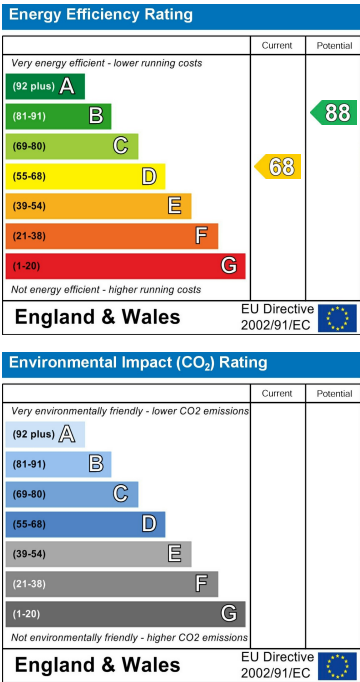 Energy Efficiency Rating
Current Potential
Very energy efficient - lower running costs
(92 plus) A
(81-91) B
88
(69-80) C
68
(55-68) D
(39-54) E
(21-38) F
(1-20) G
Not energy efficient - higher running costs
England & Wales
EU Directive
2002/91/EC
Environmental Impact (CO₂) Rating
Current Potential
Very environmentally friendly - lower CO2 emissions
(92 plus) A
(81-91) B
(69-80) C
(55-68) D
(39-54) E
(21-38) F
(1-20) G
Not environmentally friendly - higher CO2 emissions
England & Wales
EU Directive
2002/91/EC